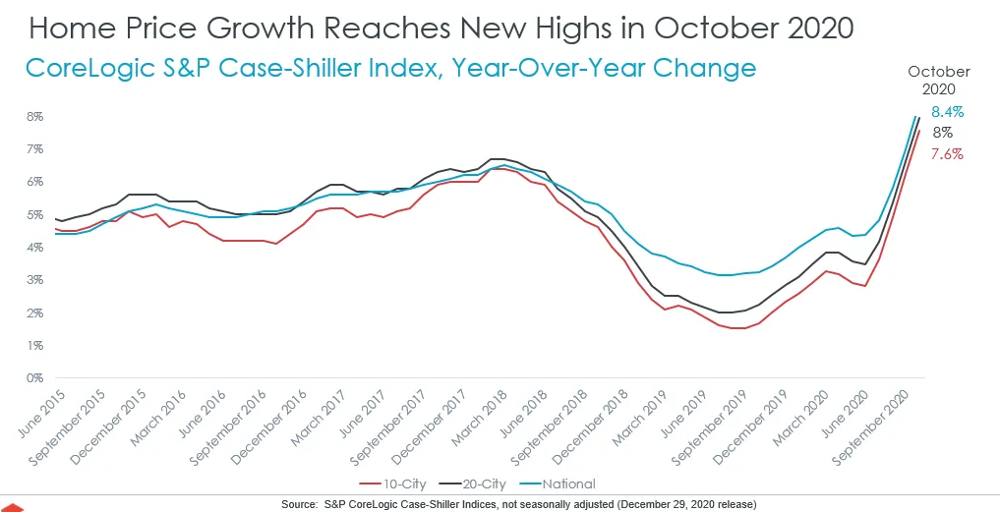 Home Price Growth Reaches New Highs in October 2020
CoreLogic S&P Case-Shiller Index, Year-Over-Year Change
October
2020
8.4%
8%
7.6%
8%
7%
6%
5%
4%
3%
2%
1%
0%
June 2015
September 2015
December 2015
March 2016
June 2016
September 2016
December 2016
March 2017
June 2017
September 2017
December 2017
March 2018
June 2018
September 2018
December 2018
March 2019
June 2019
September 2019
December 2019
March 2020
June 2020
September 2020
10-City 20-City National
Source: S&P CoreLogic Case-Shiller Indices, not seasonally adjusted (December 29, 2020 release)